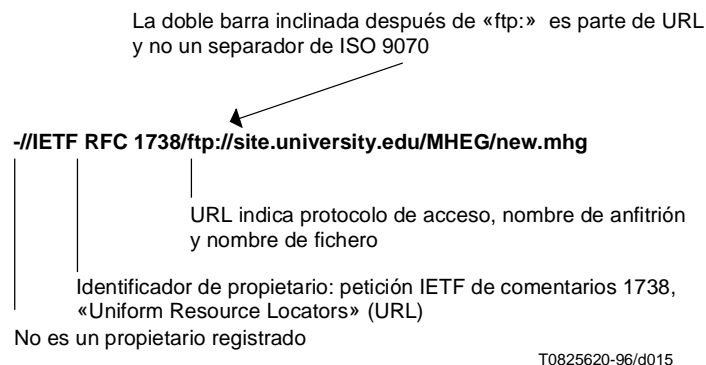 La doble barra inclinada después de «ftp:» es parte de URL
y no un separador de ISO 9070
-//IETF RFC 1738/ftp://site.university.edu/MHEG/new.mhg
URL indica protocolo de acceso, nombre de anfitrión
y nombre de fichero
Identificador de propietario: petición IETF de comentarios 1738,
«Uniform Resource Locators» (URL)
No es un propietario registrado
T0825620-96/d015